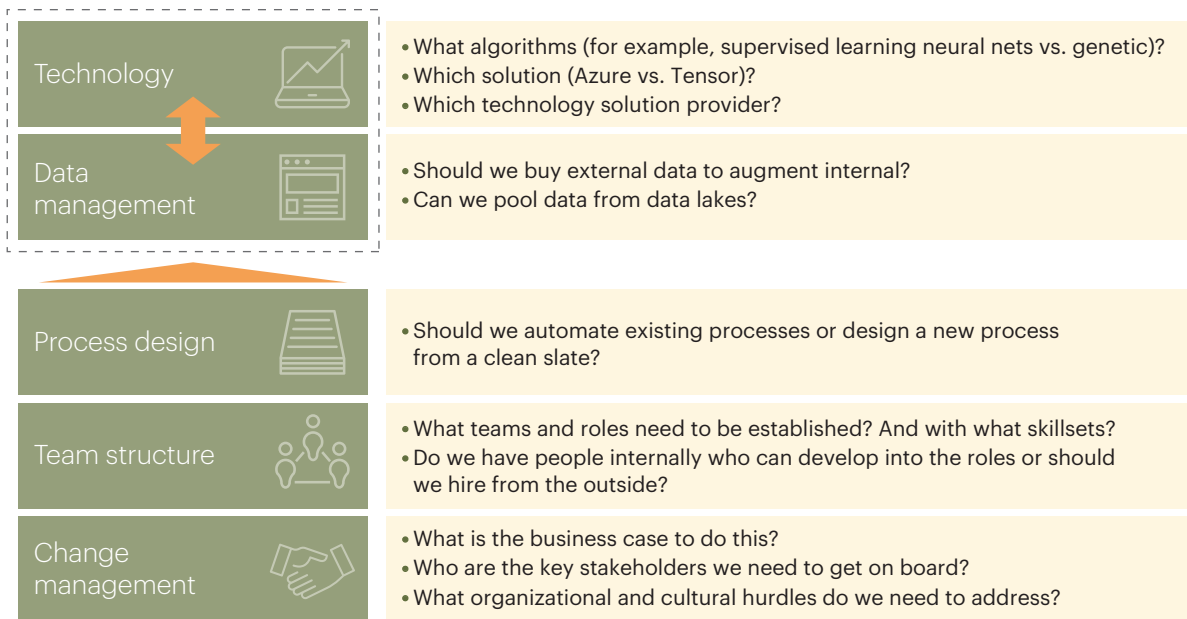 Technology
• What algorithms (for example, supervised learning neural nets vs. genetic)?
• Which solution (Azure vs. Tensor)?
• Which technology solution provider?
Data
management
• Should we buy external data to augment internal?
• Can we pool data from data lakes?
Process design
• Should we automate existing processes or design a new process
from a clean slate?
Team structure
• What teams and roles need to be established? And with what skillsets?
• Do we have people internally who can develop into the roles or should
we hire from the outside?
Change
management
• What is the business case to do this?
• Who are the key stakeholders we need to get on board?
• What organizational and cultural hurdles do we need to address?